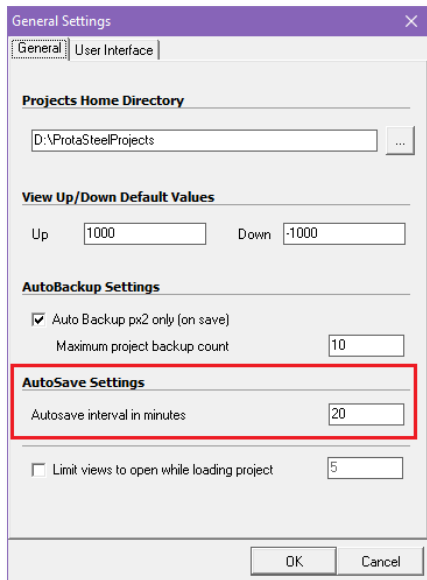 General Settings
General User Interface
Projects Home Directory
D:\ProtaSteelProjects ...
View Up/Down Default Values
Up 1000 Down -1000
AutoBackup Settings
Auto Backup px2 only (on save)
Maximum project backup count 10
AutoSave Settings
Autosave interval in minutes 20
Limit views to open while loading project 5
OK Cancel